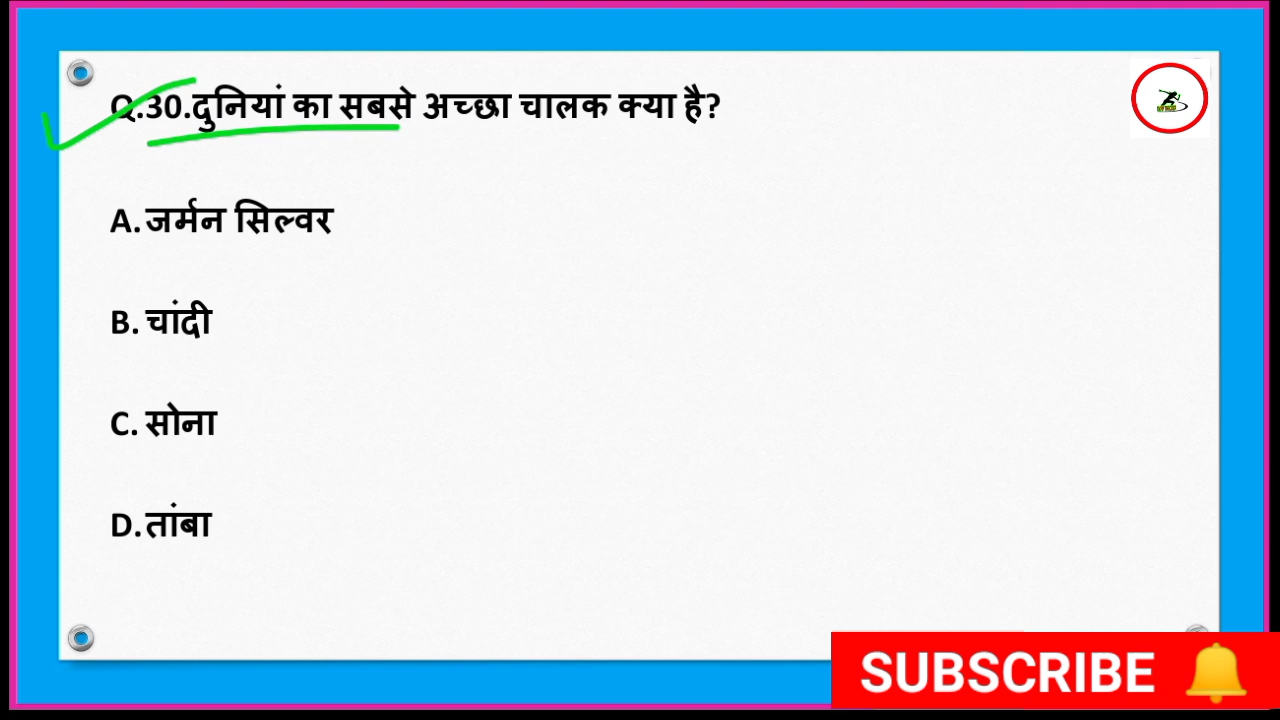 Q.30.दुनियां का सबसे अच्छा चालक क्या है?
A. जर्मन सिल्वर
B. चांदी
C. सोना
D. तांबा
SUBSCRIBE